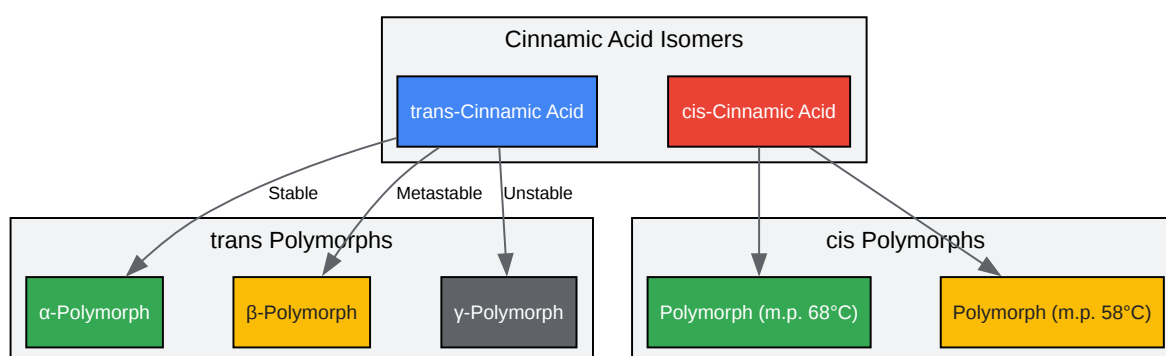 Cinnamic Acid Isomers
trans-Cinnamic Acid
cis-Cinnamic Acid
Stable
Metastable
Unstable
trans Polymorphs
cis Polymorphs
α-Polymorph
β-Polymorph
γ-Polymorph
Polymorph (m.p. 68°C)
Polymorph (m.p. 58°C)